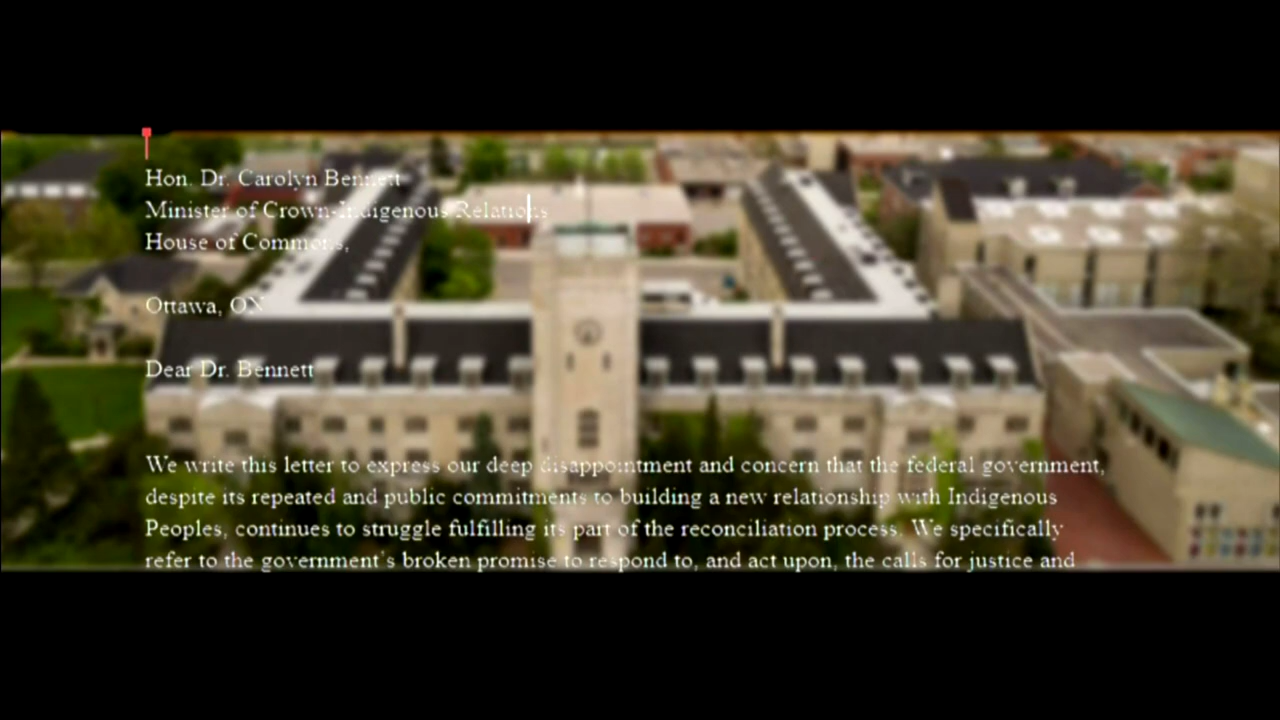 Hon. Dr. Carolyn Bennett
Minister of Crown-Indigenous Relations
House of Commons,
Ottawa, ON
Dear Dr. Bennett
We write this letter to express our deep disappointment and concern that the federal government,
despite its repeated and public commitments to building a new relationship with Indigenous
Peoples, continues to struggle fulfilling its part of the reconciliation process. We specifically
refer to the government's broken promise to respond to, and act upon, the calls for justice and